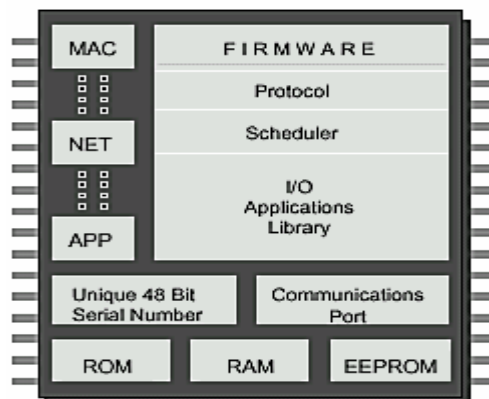 MAC
NET
APP
FIRMWARE
Protocol
Scheduler
I/O
Applications
Library
Unique 48 Bit
Serial Number
Communications
Port
ROM
RAM
EEPROM